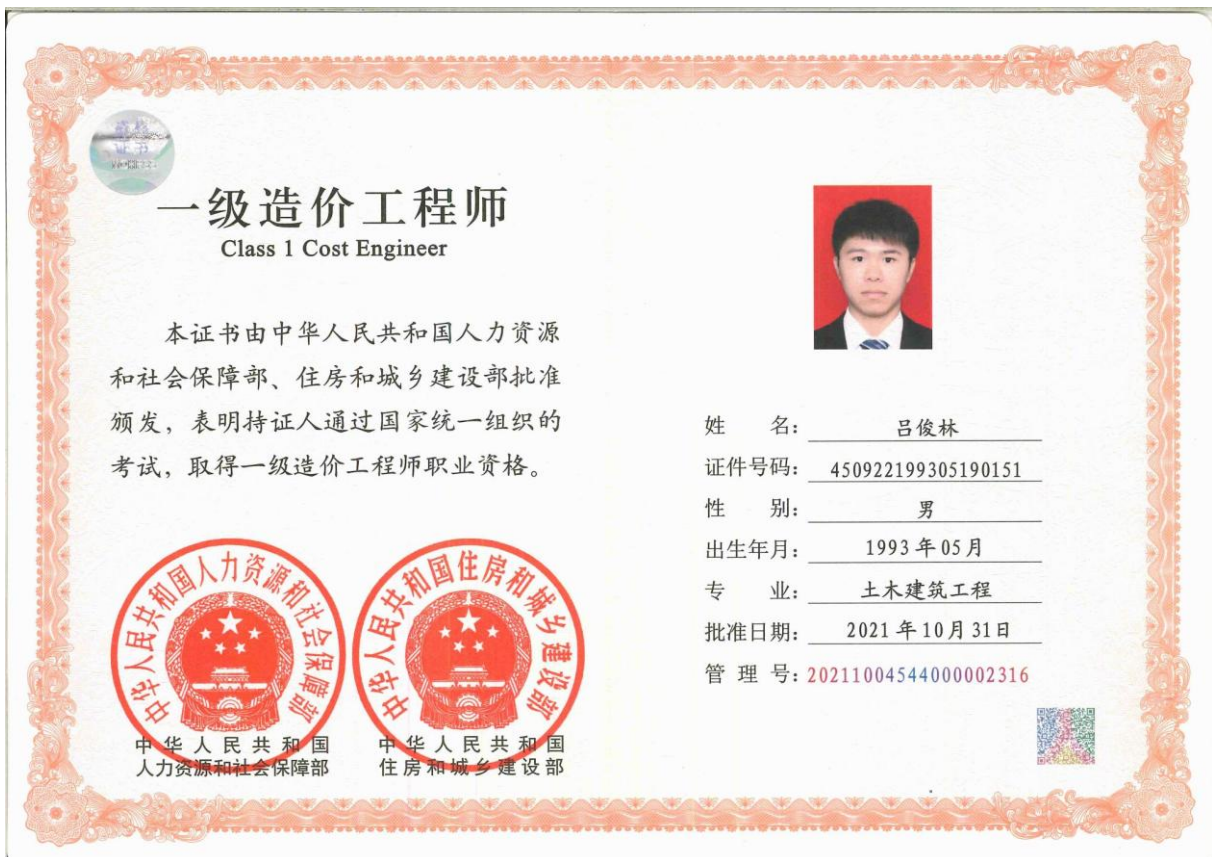 一级造价工程师
Class 1 Cost Engineer
本证书由中华人民共和国人力资源
和社会保障部、住房和城乡建设部批准
颁发，表明持证人通过国家统一组织的
考试，取得一级造价工程师职业资格。
中华人民共和国人力资源和社会保障部
中华人民共和国住房和城乡建设部
中华人民共和国
人力资源和社会保障部
中华人民共和国
住房和城乡建设部
姓名：吕俊林
证件号码：450922199305190151
性别：男
出生年月：1993年05月
专业：土木建筑工程
批准日期：2021年10月31日
管理号：20211004544000002316